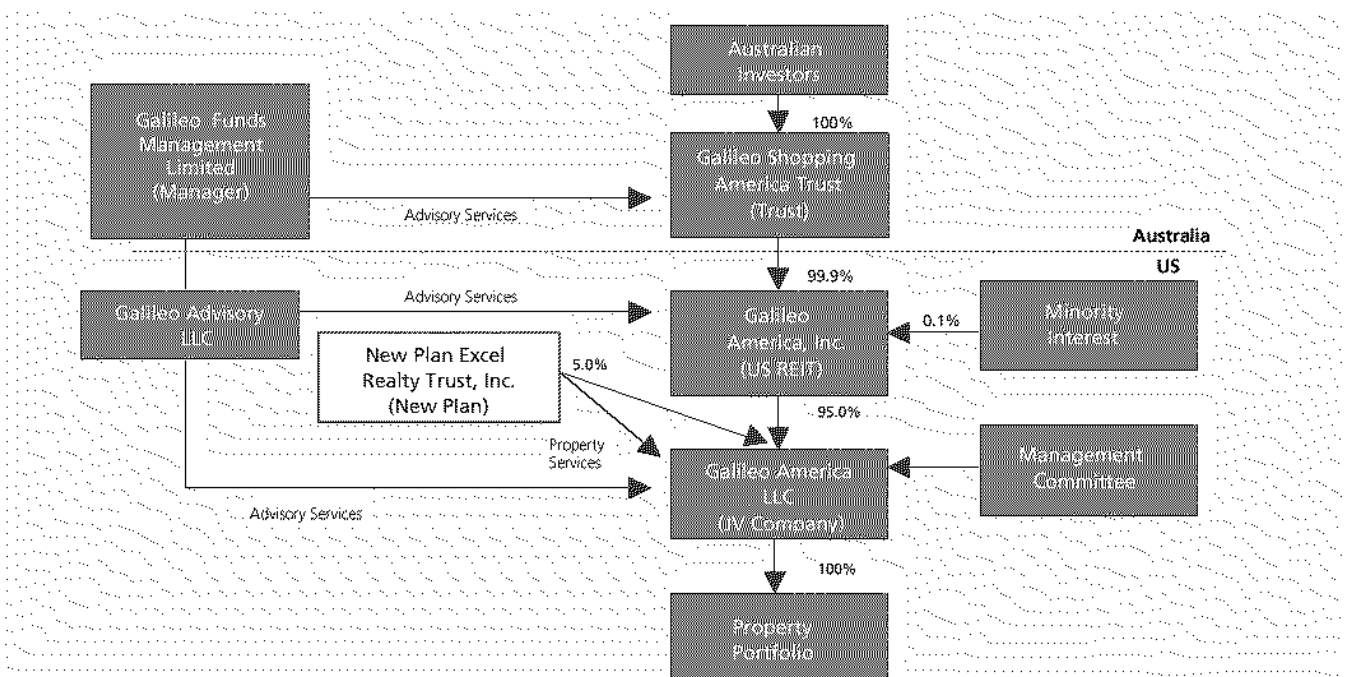 Australian
Investors
100%
Galileo Funds
Management
Limited
(Manager)
Galileo Shopping
America Trust
(Trust)
Advisory Services
Australia
US
99.9%
Galileo Advisory
LLC
Advisory Services
Galileo
America, Inc.
(US REIT)
0.1%
Minority
Interest
New Plan Excel
Realty Trust, Inc.
(New Plan)
5.0%
95.0%
Property
Services
Galileo America
LLC
(JV Company)
Management
Committee
Advisory Services
100%
Property
Portfolio